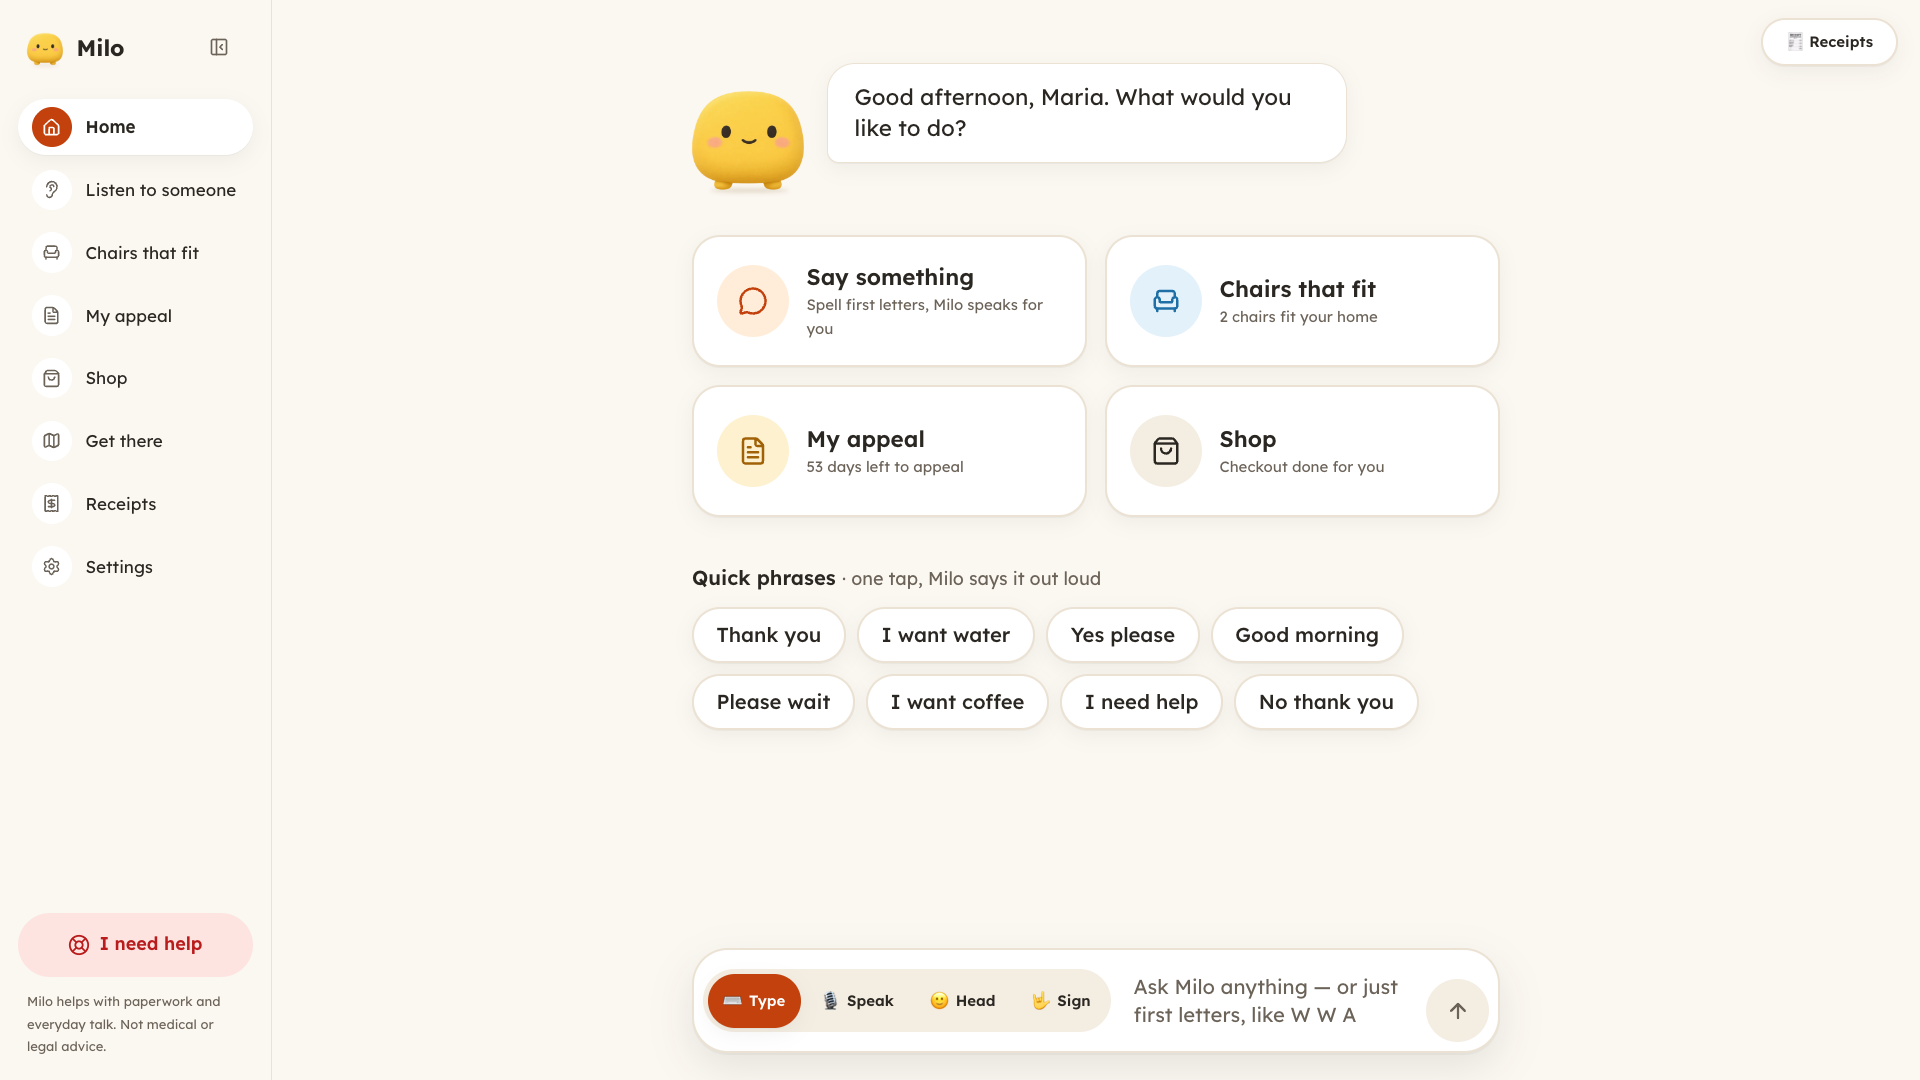 Milo
Home
Listen to someone
Chairs that fit
My appeal
Shop
Get there
Receipts
Settings
I need help
Milo helps with paperwork and
everyday talk. Not medical or
legal advice.
Receipts
Good afternoon, Maria. What would you
like to do?
Say something
Spell first letters, Milo speaks for
you
Chairs that fit
2 chairs fit your home
My appeal
53 days left to appeal
Shop
Checkout done for you
Quick phrases · one tap, Milo says it out loud
Thank you
I want water
Yes please
Good morning
Please wait
I want coffee
I need help
No thank you
Type
Speak
Head
Sign
Ask Milo anything — or just
first letters, like W W A